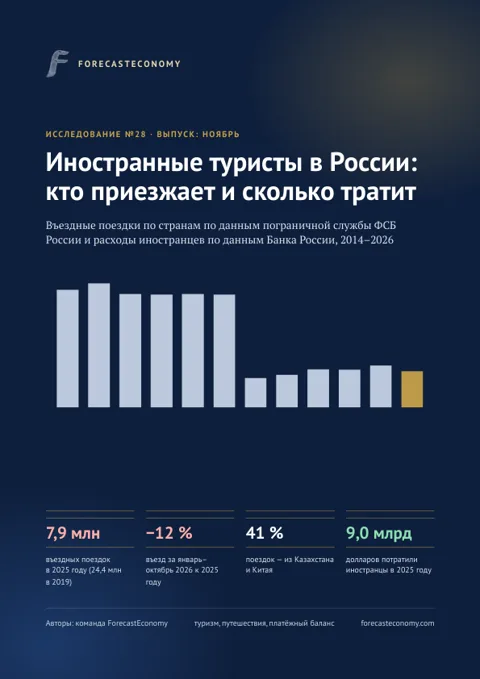 FORECASTECONOMY
ИССЛЕДОВАНИЕ №28 · ВЫПУСК: НОЯБРЬ
Иностранные туристы в России:
кто приезжает и сколько тратит
Въездные поездки по странам по данным пограничной службы ФСБ
России и расходы иностранцев по данным Банка России, 2014–2026
7,9 млн
въездных поездок
в 2025 году (24,4 млн
в 2019)
−12 %
въезд за январь–
октябрь 2026 к 2025
году
41 %
поездок — из Казахстана
и Китая
9,0 млрд
долларов потратили
иностранцы в 2025 году
Авторы: команда ForecastEconomy
туризм, путешествия, платёжный баланс
forecasteconomy.com